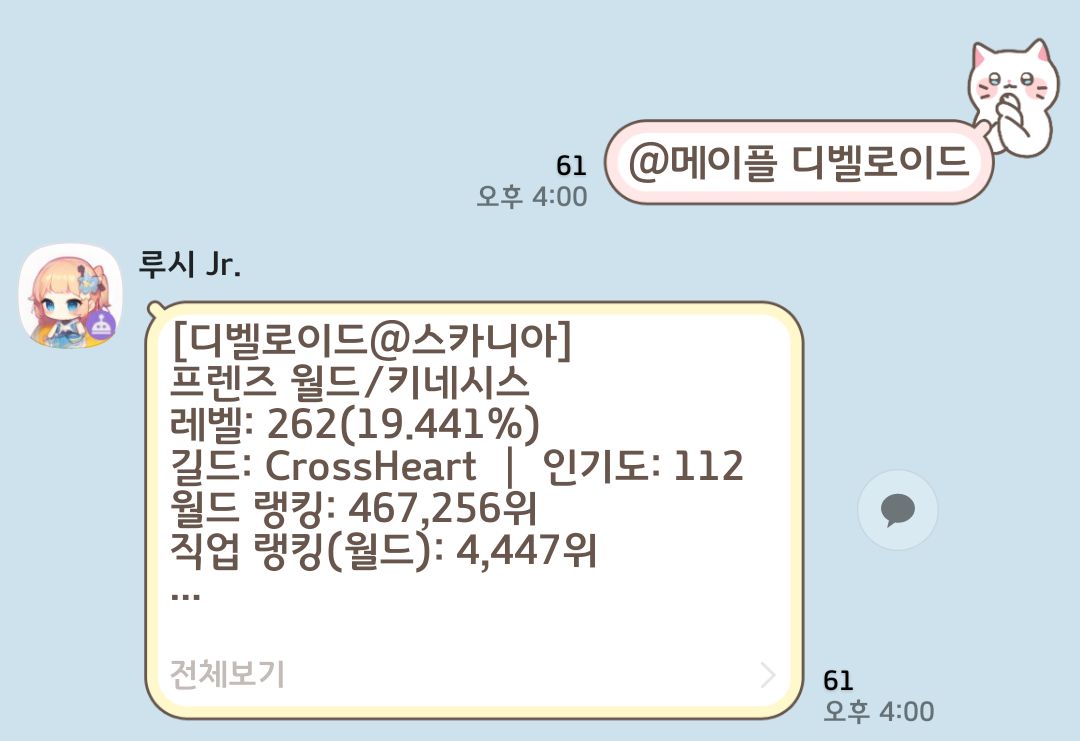 @메이플 디벨로이드
61
오후 4:00
루시 Jr.
[디벨로이드@스카니아]
프렌즈 월드/키네시스
레벨: 262(19.441%)
길드: CrossHeart | 인기도: 112
월드 랭킹: 467,256위
직업 랭킹(월드): 4,447위
...
전체보기
61
오후 4:00